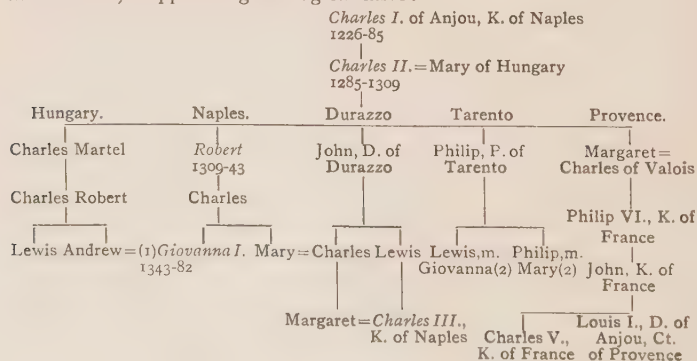 Charles I. of Anjou, K. of Naples
1226-85
Charles II.=Mary of Hungary
1285-1309
Hungary. Naples. Durazzo Tarento Provence.
Charles Martel Robert John, D. of Philip, P. of Margaret=
1309-43 Durazzo Tarento Charles of Valois
Charles Robert Charles Philip VI., K. of
France
Lewis Andrew=(1)Giovanna I. Mary=Charles Lewis Lewis,m. Philip,m.
1343-82 Giovanna(2) Mary(2) John, K. of
France
Margaret=Charles III., Louis I., D. of
K. of Naples Charles V., Anjou, Ct.
K. of France of Provence